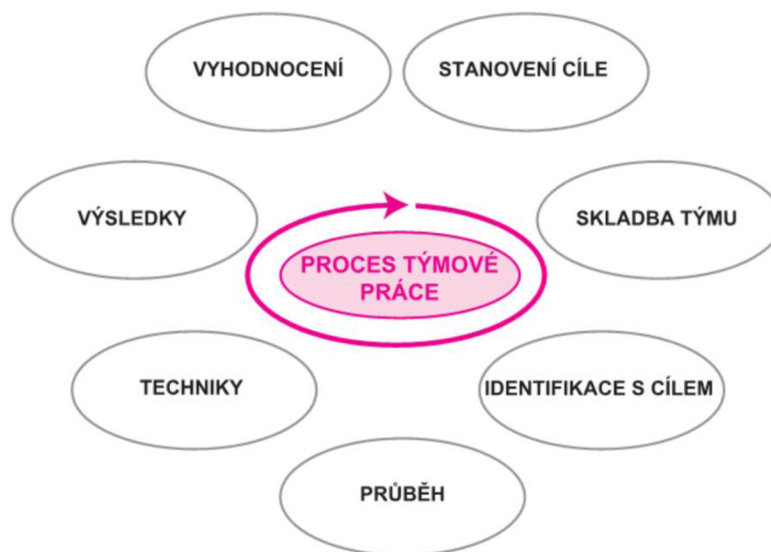 VYHODNOCENÍ
STANOVENÍ CÍLE
VÝSLEDKY
SKLADBA TÝMU
PROCES TÝMOVÉ
PRÁCE
TECHNIKY
IDENTIFIKACE S CÍLEM
PRŮBĚH